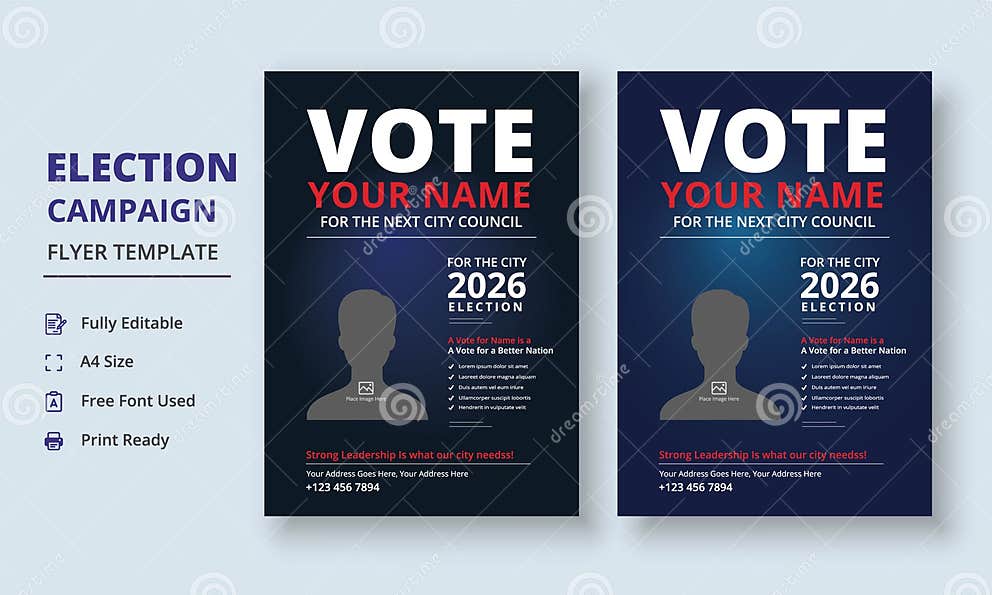 ELECTION
CAMPAIGN
FLYER TEMPLATE
Fully Editable
A4 Size
Free Font Used
Print Ready
VOTE
YOUR NAME
FOR THE NEXT CITY COUNCIL
FOR THE CITY
2026
ELECTION
A Vote for Name is a
A Vote for a Better Nation
Lorem ipsum dolor sit amet
Laoreet dolore magna aliquam
Duis autem vel eum iriure
Ullamcorper suscipit lobortis
Hendrerit in vulputate velit
Place Image Here
Strong Leadership Is what our city needss!
Your Address Goes Here, Your Address Here
+123 456 7894
VOTE
YOUR NAME
FOR THE NEXT CITY COUNCIL
FOR THE CITY
2026
ELECTION
A Vote for Name is a
A Vote for a Better Nation
Lorem ipsum dolor sit amet
Laoreet dolore magna aliquam
Duis autem vel eum iriure
Ullamcorper suscipit lobortis
Hendrerit in vulputate velit
Place Image Here
Strong Leadership Is what our city needss!
Your Address Goes Here, Your Address Here
+123 456 7894
dreamstime